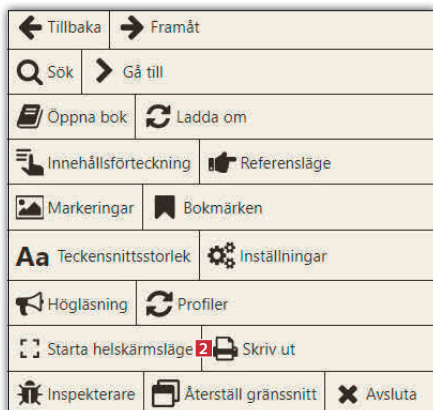 Tillbaka Framåt
Sök Gå till
Öppna bok Ladda om
Innehållsförteckning Referensläge
Markeringar Bokmärken
Aa Teckensnittsstorlek Inställningar
Högläsning Profiler
Starta helskärmsläge 2 Skriv ut
Inspekterare Återställ gränssnitt Avsluta